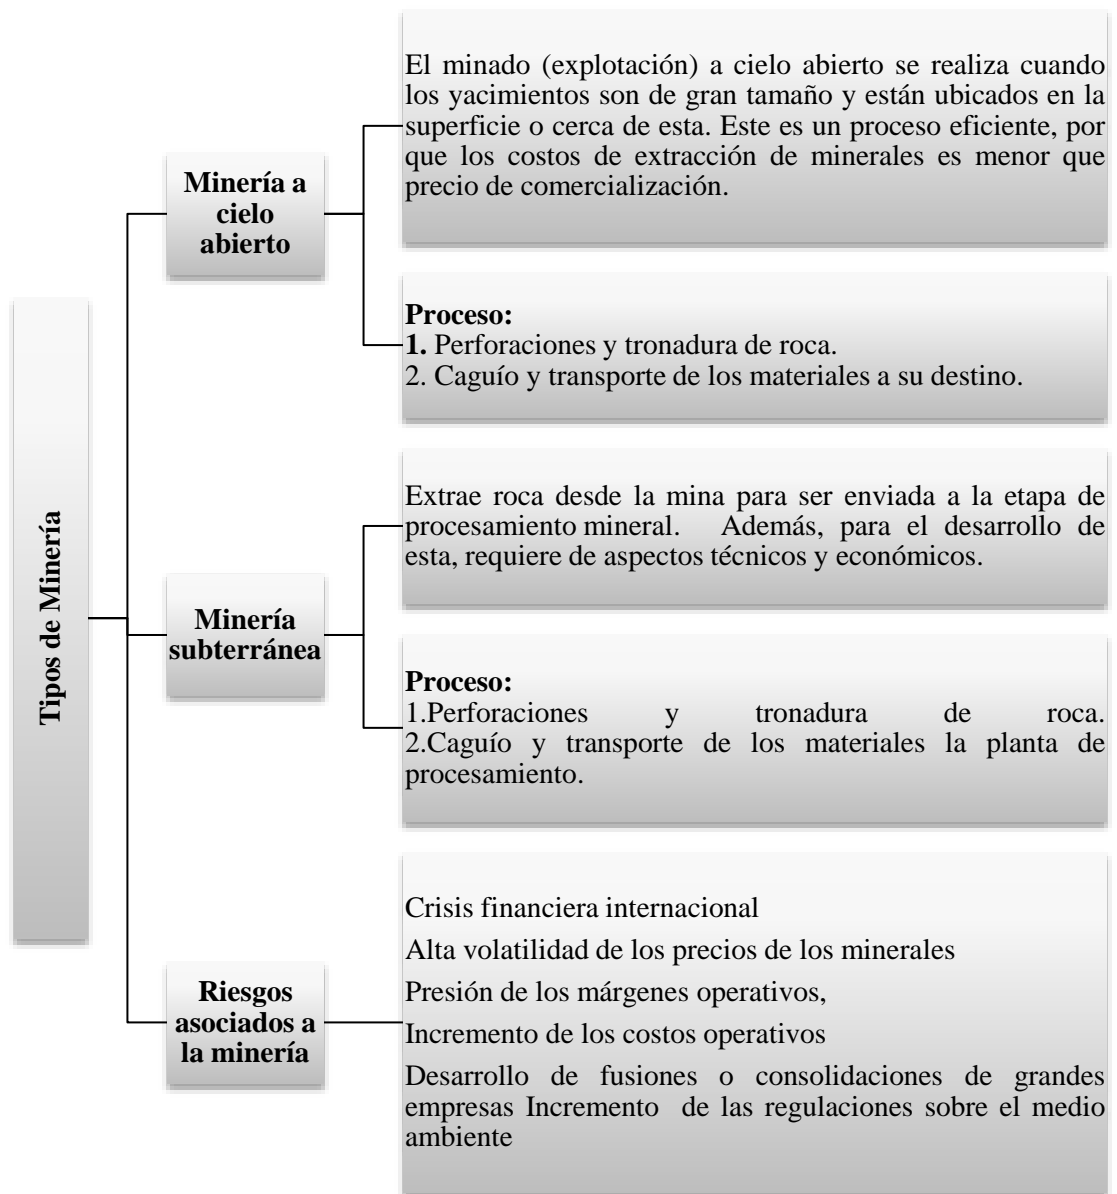 Tipos de Minería
Minería a
cielo
abierto
El minado (explotación) a cielo abierto se realiza cuando
los yacimientos son de gran tamaño y están ubicados en la
superficie o cerca de esta. Este es un proceso eficiente, por
que los costos de extracción de minerales es menor que
precio de comercialización.
Proceso:
1. Perforaciones y tronadura de roca.
2. Caguío y transporte de los materiales a su destino.
Minería
subterránea
Extrae roca desde la mina para ser enviada a la etapa de
procesamiento mineral. Además, para el desarrollo de
esta, requiere de aspectos técnicos y económicos.
Proceso:
1.Perforaciones y tronadura de roca.
2.Caguío y transporte de los materiales la planta de
procesamiento.
Riesgos
asociados a
la minería
Crisis financiera internacional
Alta volatilidad de los precios de los minerales
Presión de los márgenes operativos,
Incremento de los costos operativos
Desarrollo de fusiones o consolidaciones de grandes
empresas Incremento de las regulaciones sobre el medio
ambiente